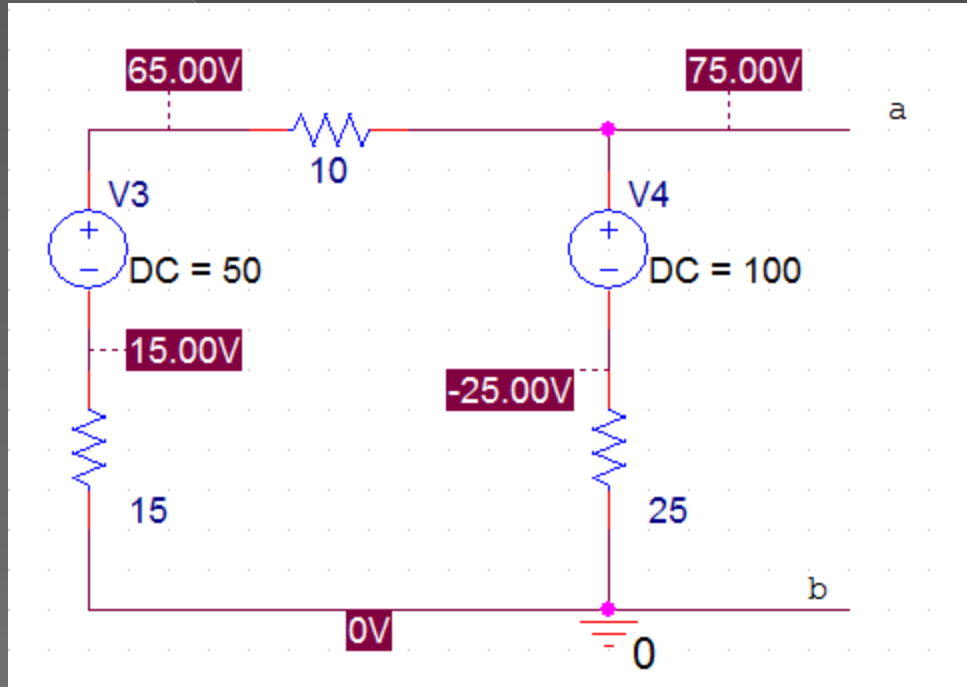 65.00V
75.00V
a
10
V3
V4
+
+
DC = 50
DC = 100
−
−
15.00V
-25.00V
15
25
b
0V
0